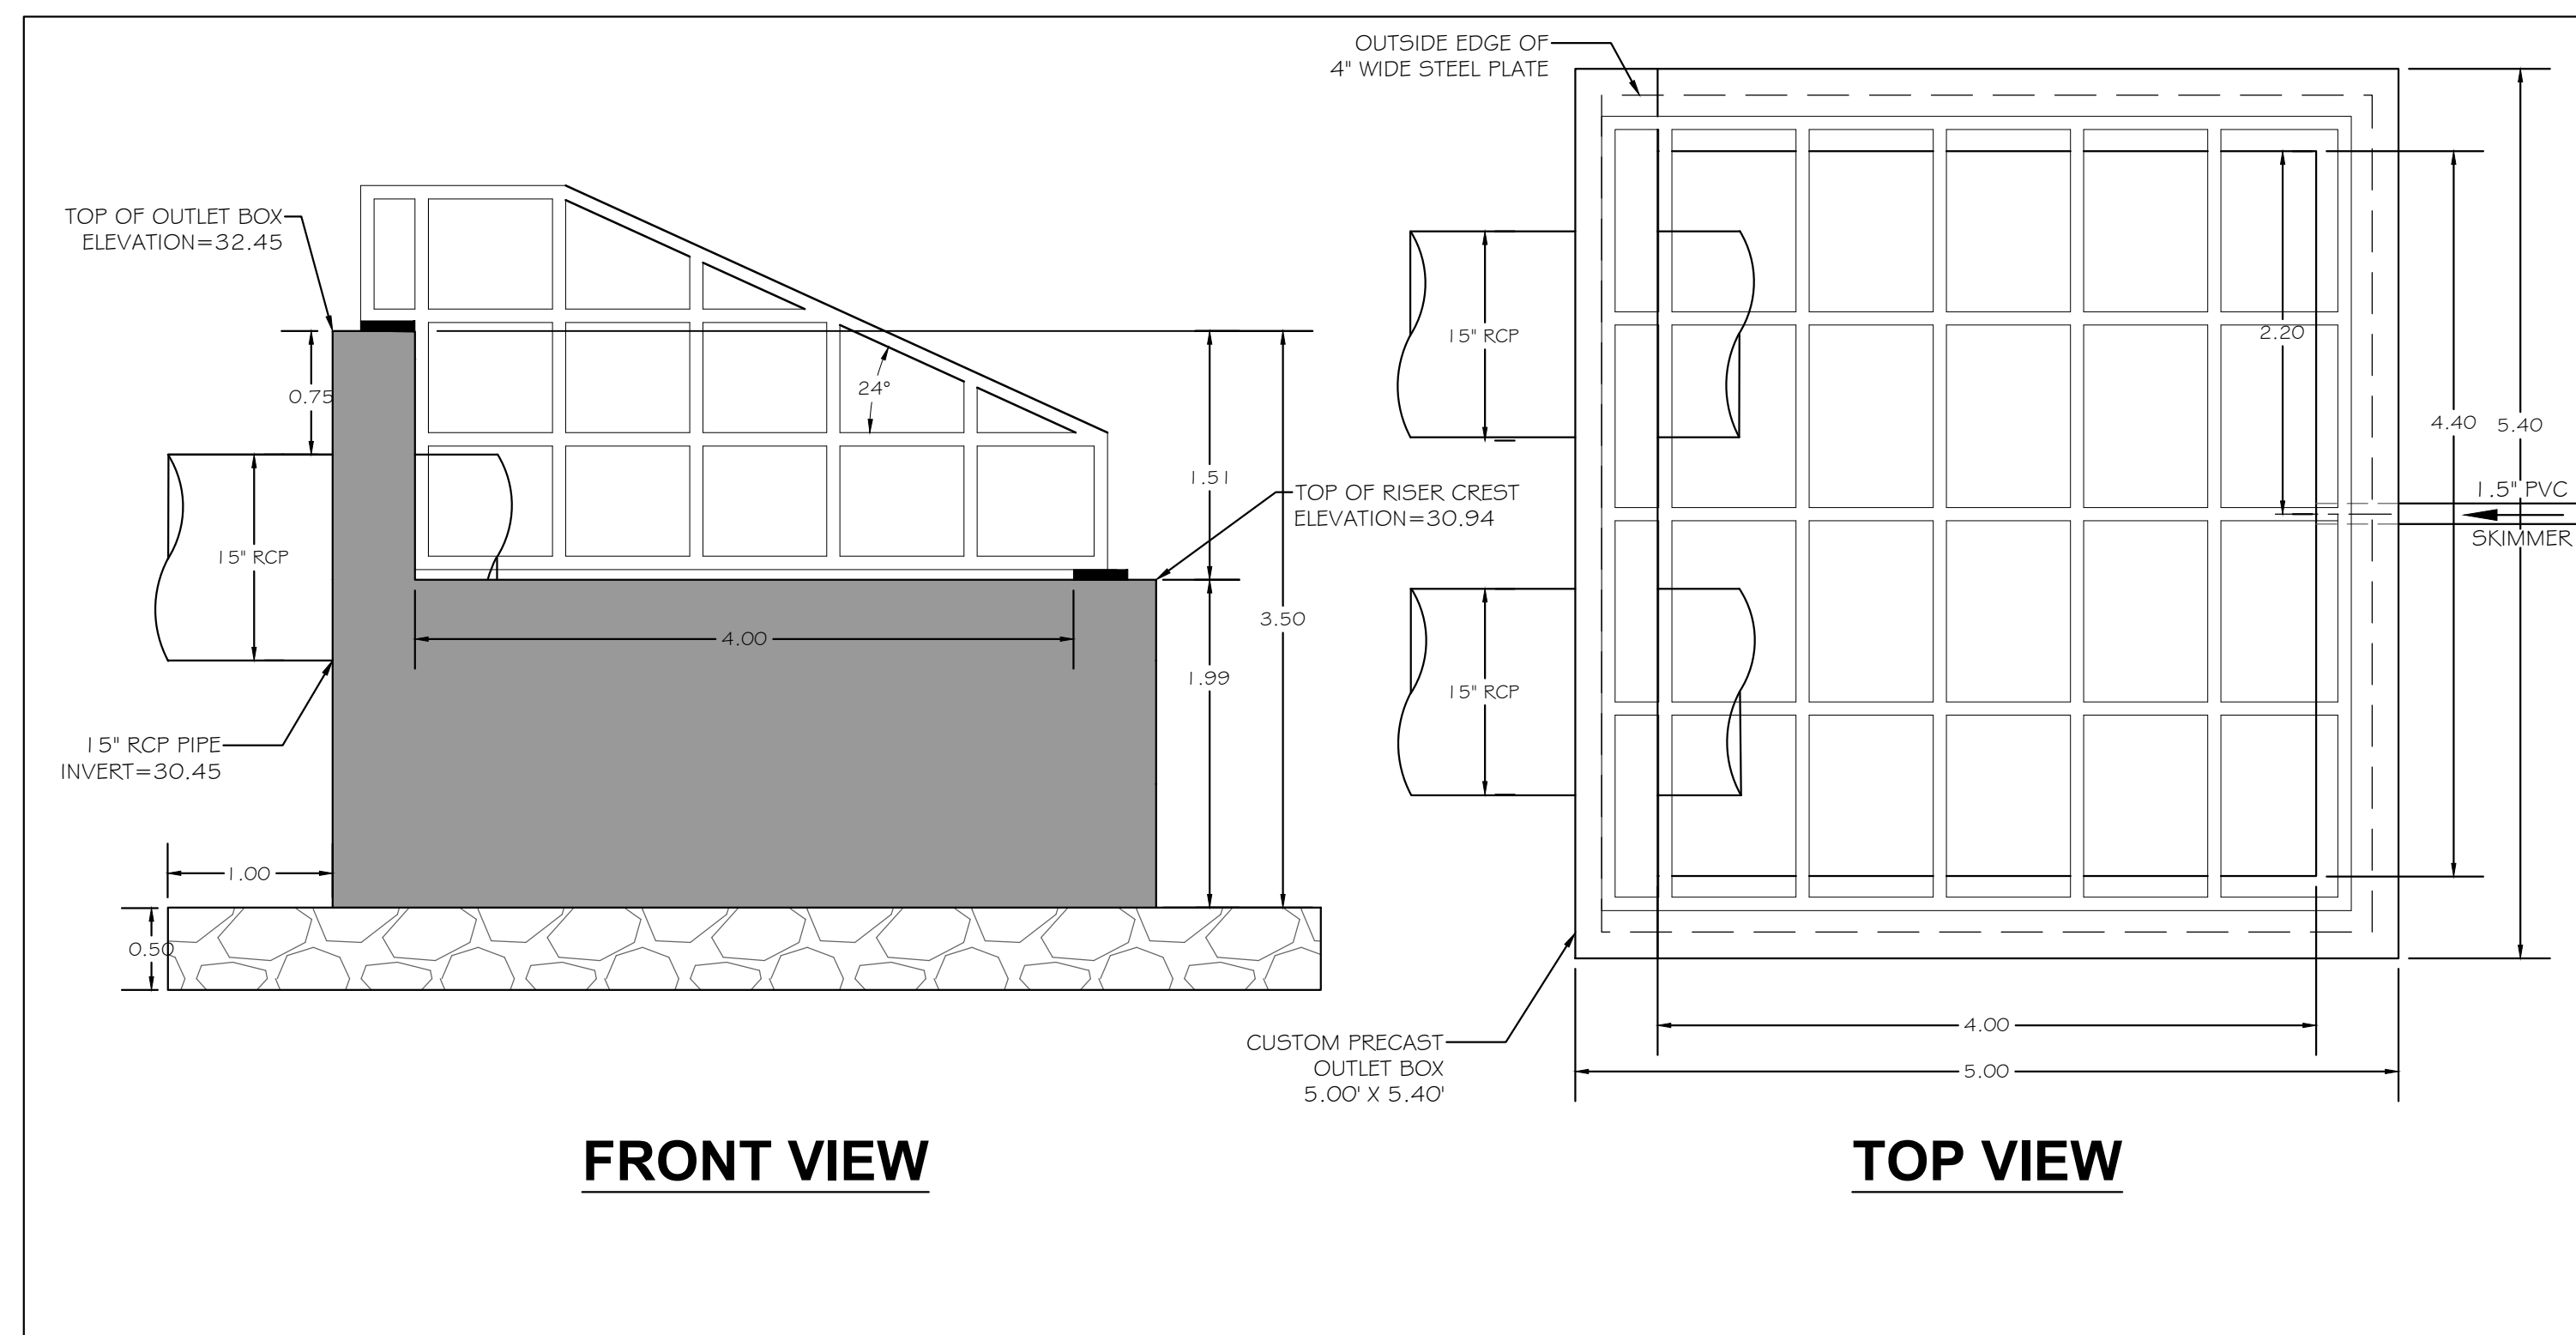 OUTSIDE EDGE OF
4" WIDE STEEL PLATE
TOP OF OUTLET BOX
ELEVATION=32.45
0.75
24°
15" RCP
1.51
TOP OF RISER CREST
ELEVATION=30.94
3.50
4.00
1.99
15" RCP PIPE
INVERT=30.45
1.00
0.50
FRONT VIEW
15" RCP
15" RCP
2.20
4.40
5.40
1.5" PVC
SKIMMER
4.00
5.00
CUSTOM PRECAST
OUTLET BOX
5.00' X 5.40'
TOP VIEW